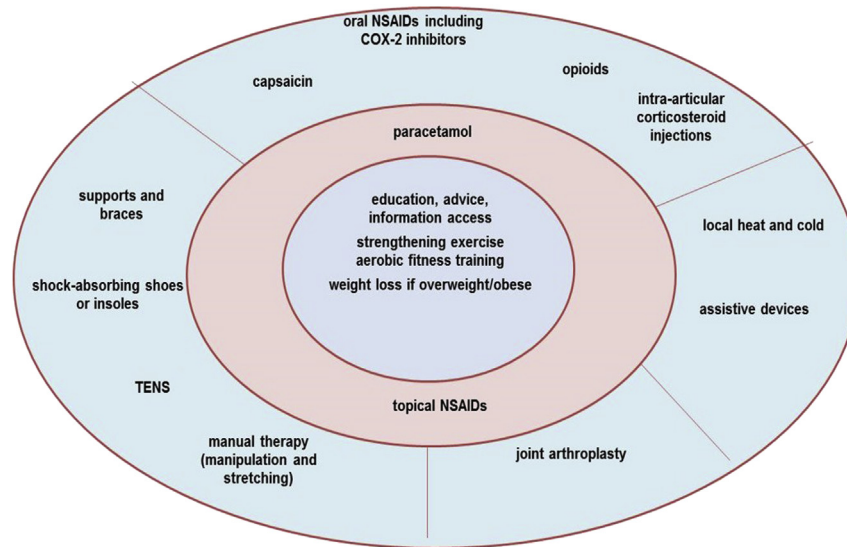 oral NSAIDs including
COX-2 inhibitors
capsaicin
opioids
intra-articular
corticosteroid
injections
paracetamol
supports and
braces
education, advice,
information access
strengthening exercise
aerobic fitness training
weight loss if overweight/obese
local heat and cold
shock-absorbing shoes
or insoles
assistive devices
TENS
topical NSAIDs
manual therapy
(manipulation and
stretching)
joint arthroplasty